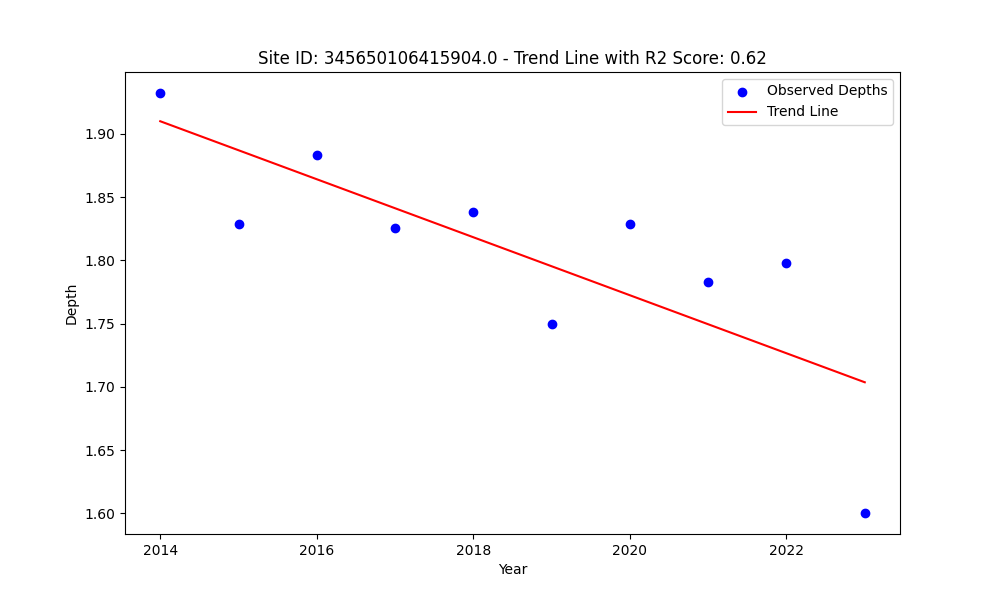 Site ID: 345650106415904.0 - Trend Line with R2 Score: 0.62
Observed Depths
Trend Line
Depth
1.90
1.85
1.80
1.75
1.70
1.65
1.60
2014
2016
2018
2020
2022
Year